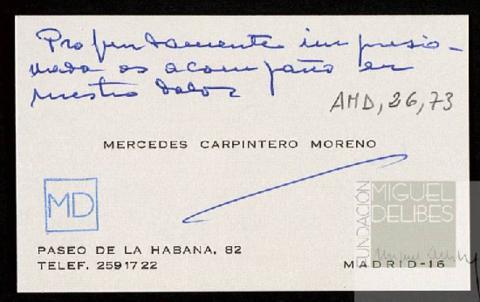 Profundamente impresio-
nada os acompaño en
vuestro dolor
AMD, 26, 73
MERCEDES CARPINTERO MORENO
MD
FUNDACIÓN
MIGUEL
DELIBES
PASEO DE LA HABANA, 82
TELEF. 2591722
MADRID-16